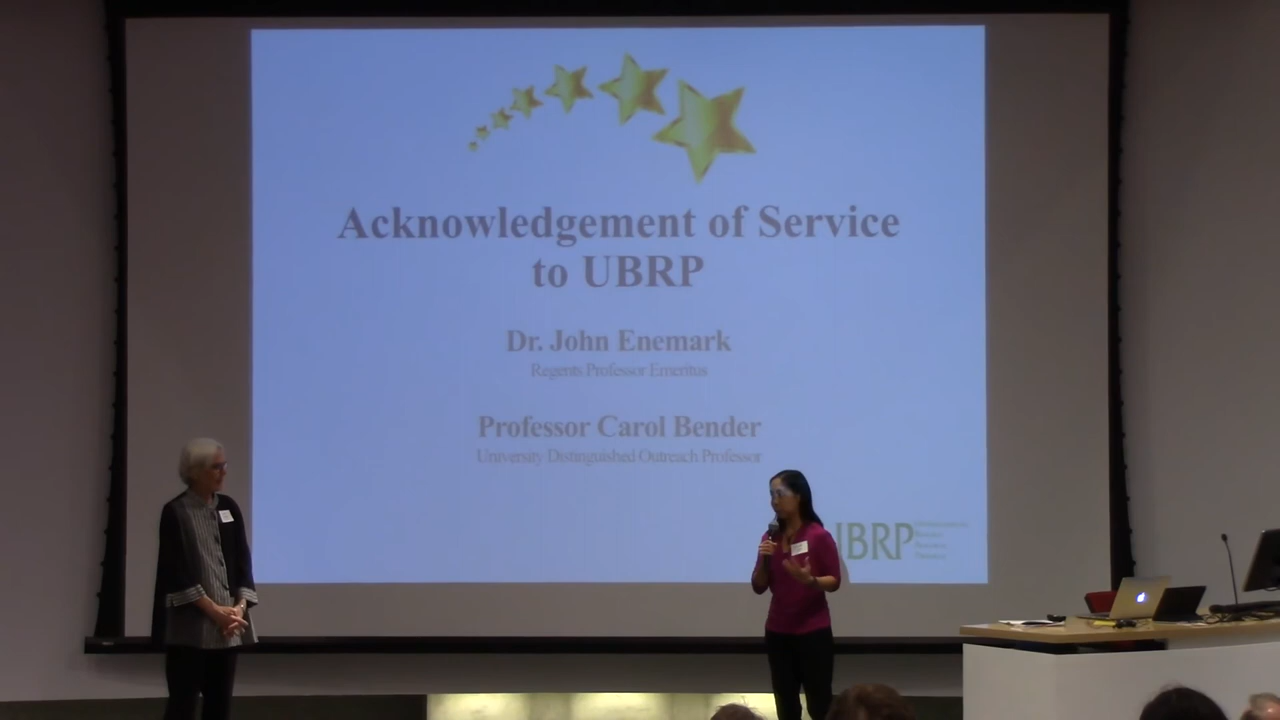 Acknowledgement of Service
to UBRP
Dr. John Enemark
Regents Professor Emeritus
Professor Carol Bender
University Distinguished Outreach Professor
UBRP